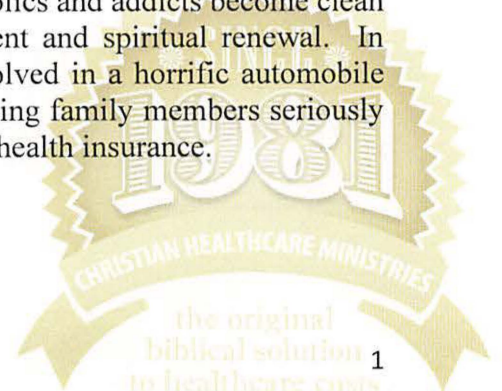 olics and addicts become clean
ent and spiritual renewal. In
olved in a horrific automobile
ing family members seriously
health insurance.
SINCE
1981
CHRISTIAN HEALTHCARE MINISTRIES
the original
biblical solution
to healthcare costs
1